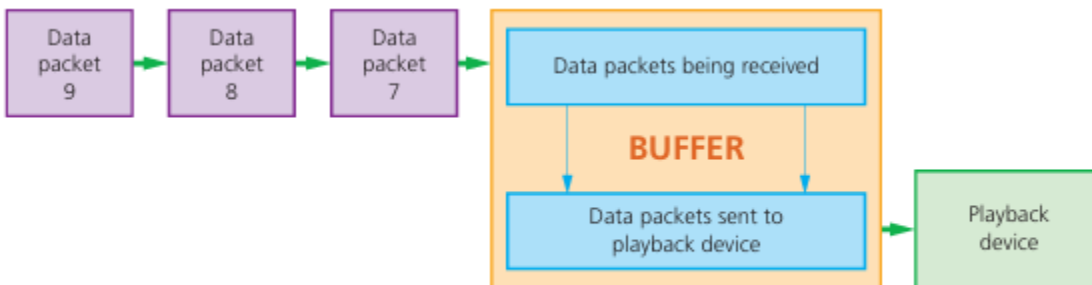 Data
packet
9
Data
packet
8
Data
packet
7
Data packets being received
BUFFER
Data packets sent to
playback device
Playback
device